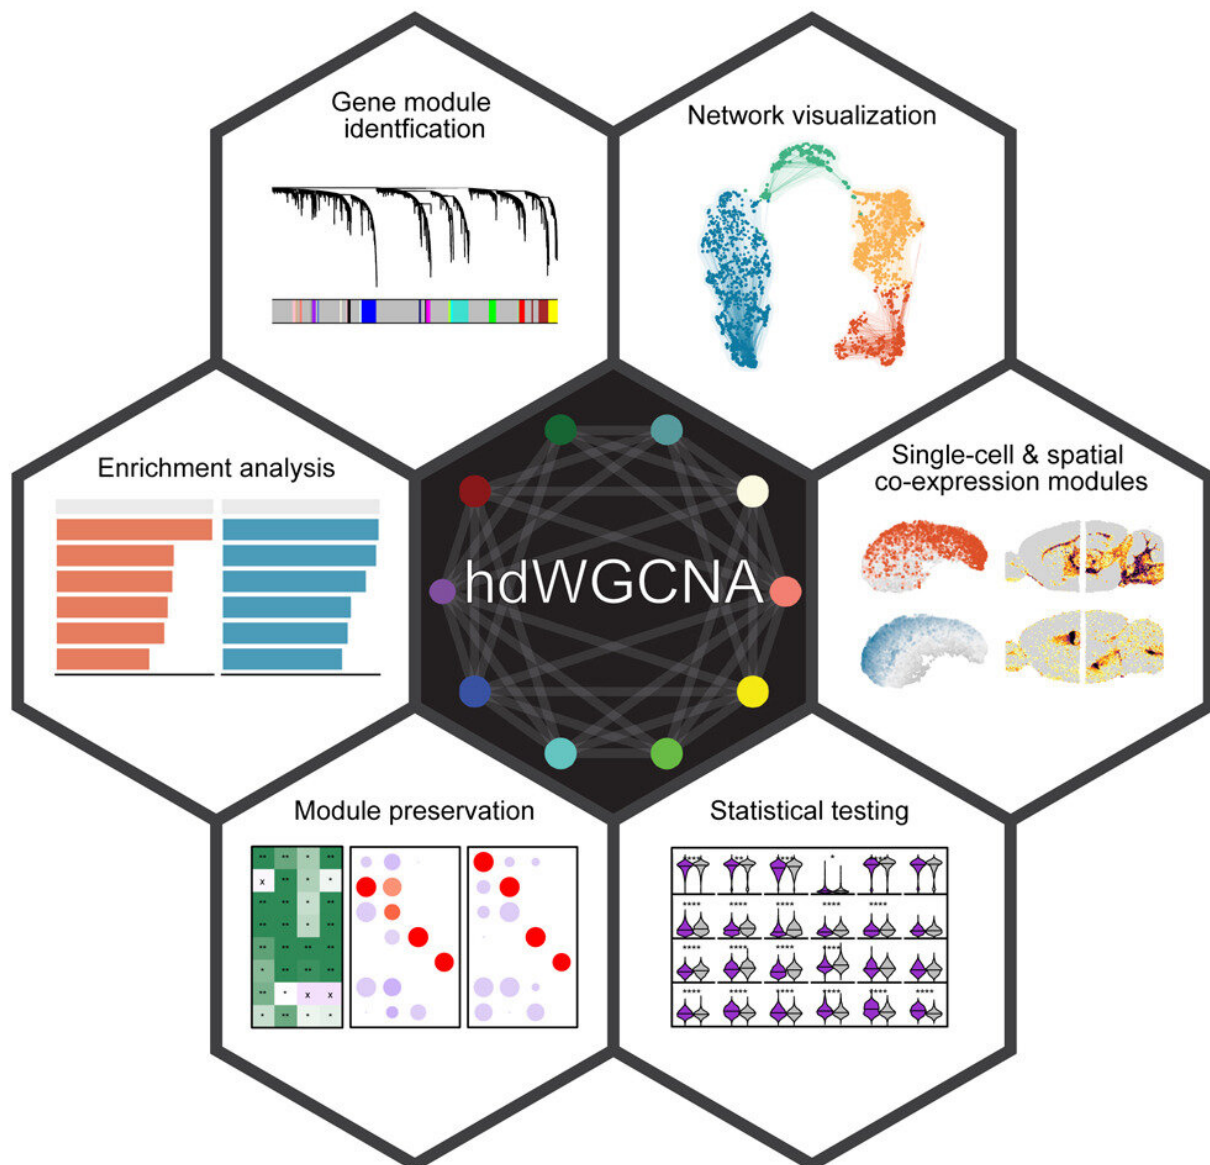 Gene module
identfication
Network visualization
Enrichment analysis
Single-cell & spatial
co-expression modules
hdWGCNA
Module preservation
Statistical testing